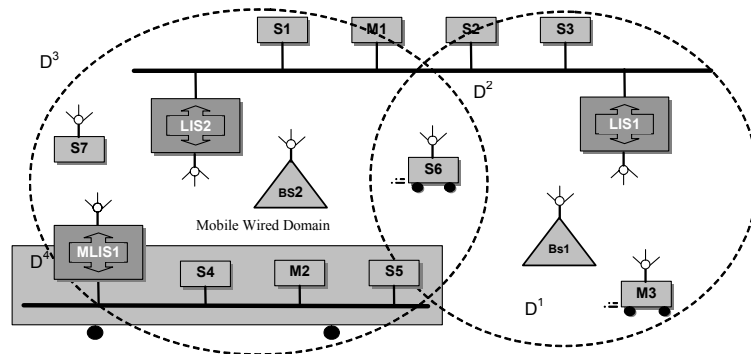 S1
M1
S2
S3
D3
D2
LIS2
LIS1
S7
S6
BS2
Mobile Wired Domain
Bs1
MLIS1
D4
S4
M2
S5
M3
D1